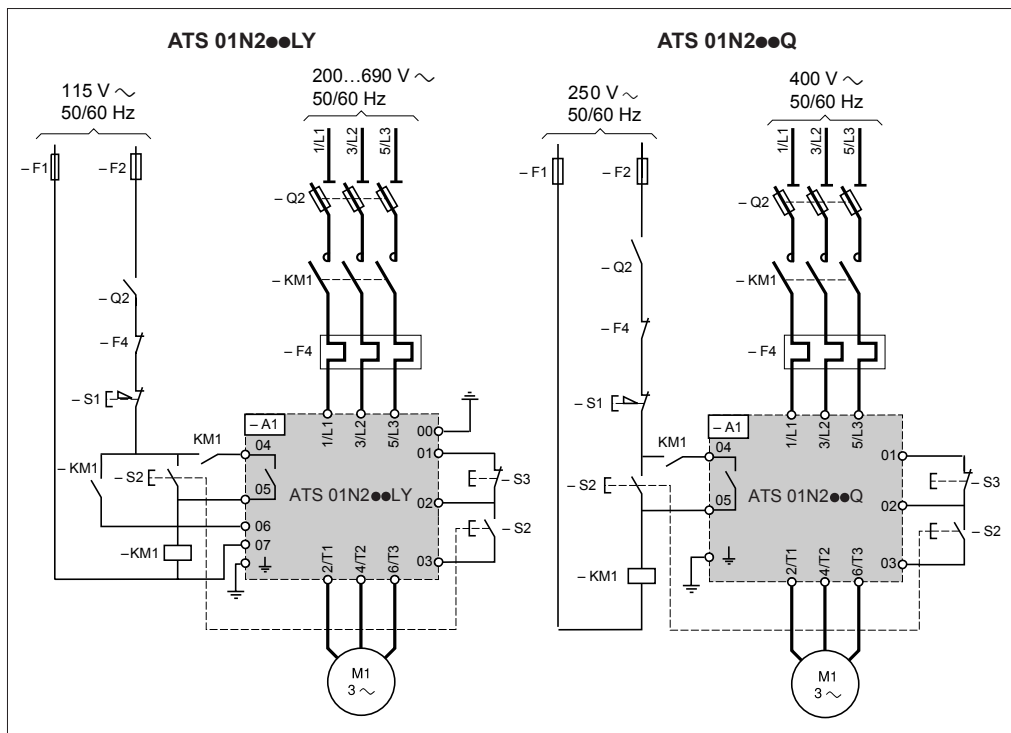 ATS 01N2●●LY
115 V ~
50/60 Hz
200...690 V ~
50/60 Hz
1/L1
3/L2
5/L3
– F1
– F2
– Q2
– Q2
– KM1
– F4
– F4
– S1
– A1
1/L1
3/L2
5/L3
00
KM1
04
01
–KM1
– S2
ATS 01N2●●LY
– S3
05
02
06
– S2
07
–KM1
03
2/T1
4/T2
6/T3
M1
3 ~
ATS 01N2●●Q
250 V ~
50/60 Hz
400 V ~
50/60 Hz
1/L1
3/L2
5/L3
– F1
– F2
– Q2
– Q2
– KM1
– F4
– F4
– S1
– A1
1/L1
3/L2
5/L3
KM1
04
01
– S2
ATS 01N2●●Q
– S3
05
02
– S2
– KM1
03
2/T1
4/T2
6/T3
M1
3 ~